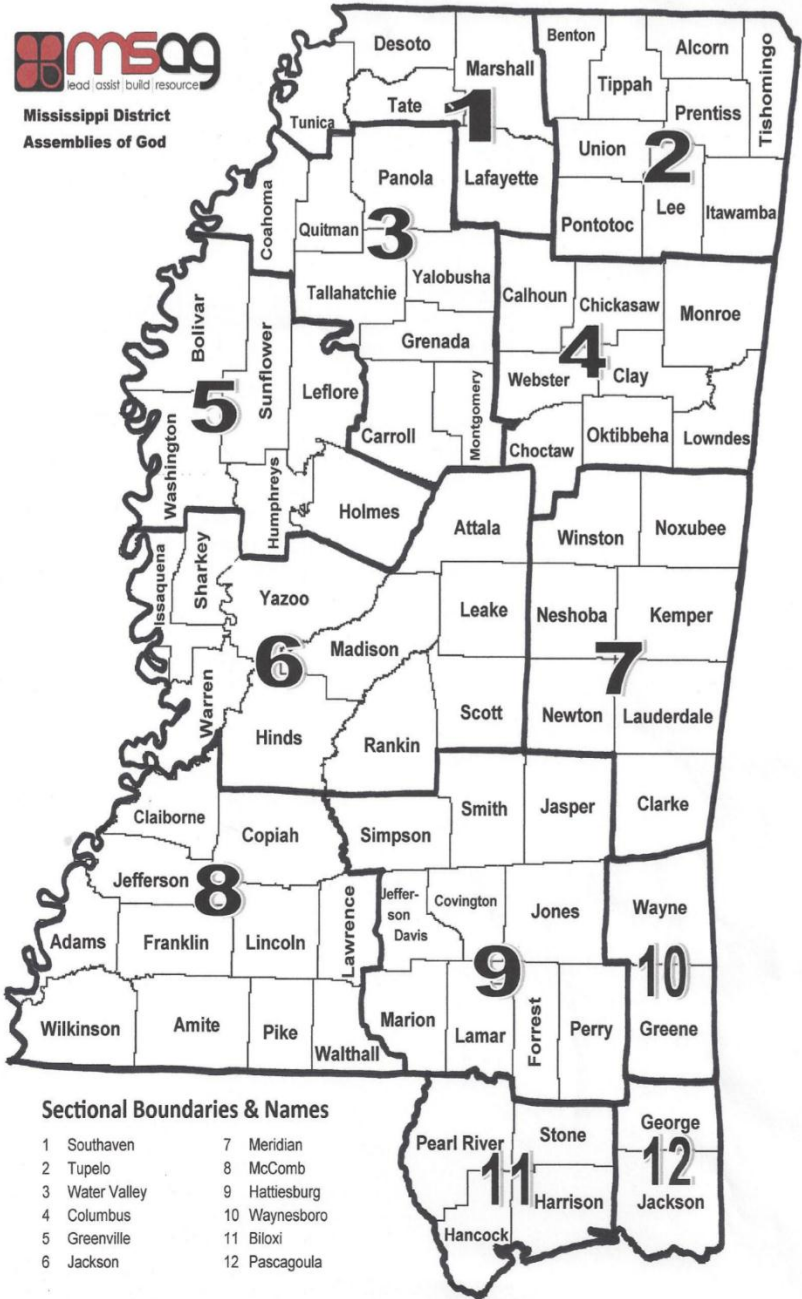 msag
lead assist build resource
Mississippi District
Assemblies of God
Desoto
Marshall
Benton
Tippah
Alcorn
Tishomingo
Tunica
Tate
1
Prentiss
Union
2
Coahoma
Quitman
Panola
Lafayette
3
Pontotoc
Lee
Itawamba
Bolivar
Sunflower
Tallahatchie
Yalobusha
Calhoun
Chickasaw
Monroe
Grenada
4
5
Leflore
Webster
Clay
Washington
Humphreys
Carroll
Montgomery
Choctaw
Oktibbeha
Lowndes
Holmes
Attala
Winston
Noxubee
Issaquena
Sharkey
Yazoo
Leake
Neshoba
Kemper
Madison
6
7
Warren
Hinds
Rankin
Scott
Newton
Lauderdale
Claiborne
Copiah
Simpson
Smith
Jasper
Clarke
Jefferson
8
Jeffer-
son
Davis
Covington
Jones
Wayne
Adams
Franklin
Lincoln
Lawrence
9
10
Wilkinson
Amite
Pike
Walthall
Marion
Lamar
Forrest
Perry
Greene
Pearl River
Stone
George
11
12
Hancock
Harrison
Jackson
Sectional Boundaries & Names
1 Southaven
2 Tupelo
3 Water Valley
4 Columbus
5 Greenville
6 Jackson
7 Meridian
8 McComb
9 Hattiesburg
10 Waynesboro
11 Biloxi
12 Pascagoula